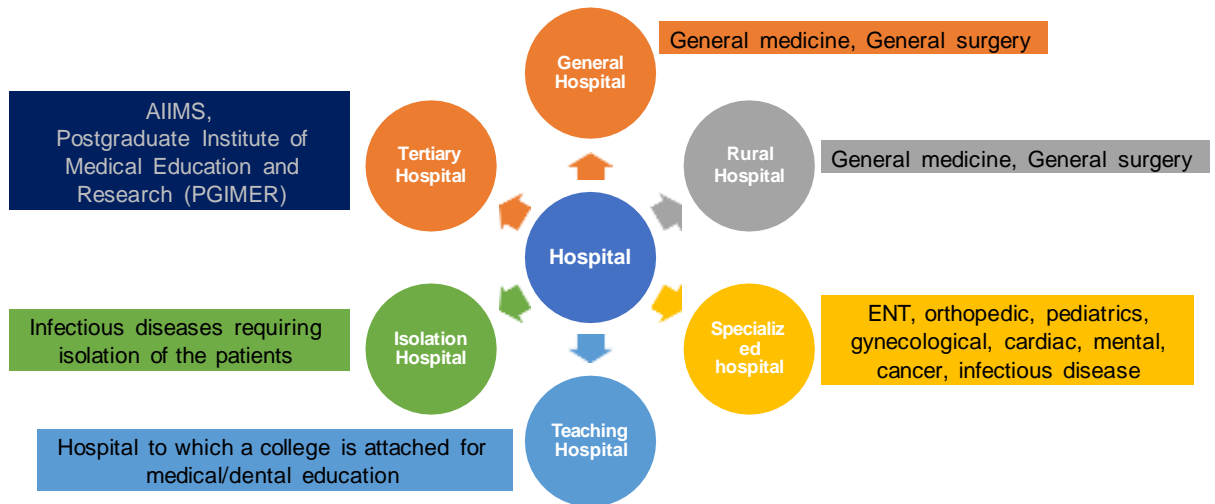 General
Hospital
General medicine, General surgery
AIIMS,
Postgraduate Institute of
Medical Education and
Research (PGIMER)
Tertiary
Hospital
Rural
Hospital
General medicine, General surgery
Hospital
Infectious diseases requiring
isolation of the patients
Isolation
Hospital
Specializ
ed
hospital
ENT, orthopedic, pediatrics,
gynecological, cardiac, mental,
cancer, infectious disease
Hospital to which a college is attached for
medical/dental education
Teaching
Hospital